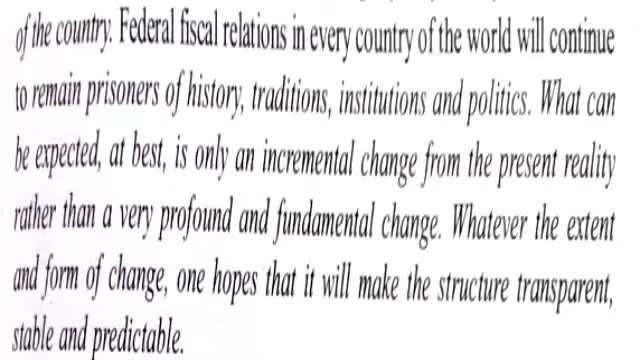 of the country. Federal fiscal relations in every country of the world will continue
to remain prisoners of history, traditions, institutions and politics. What can
be expected, at best, is only an incremental change from the present reality
rather than a very profound and fundamental change. Whatever the extent
and form of change, one hopes that it will make the structure transparent,
stable and predictable.